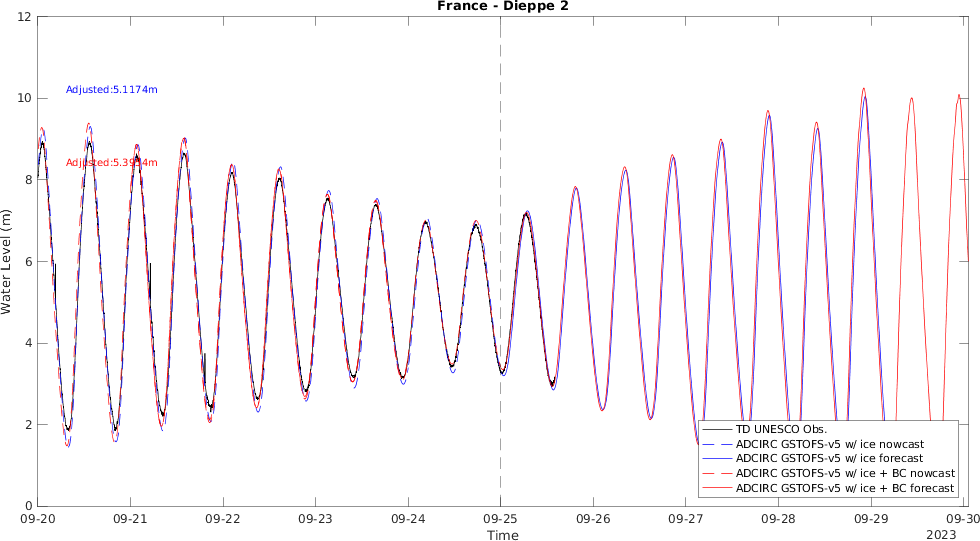 France - Dieppe 2
12
10
8
6
4
2
0
Water Level (m)
Adjusted:5.1174m
TD UNESCO Obs.
ADCIRC GSTOFS-v5 w/ ice nowcast
ADCIRC GSTOFS-v5 w/ ice forecast
ADCIRC GSTOFS-v5 w/ ice + BC nowcast
ADCIRC GSTOFS-v5 w/ ice + BC forecast
09-20 09-21 09-22 09-23 09-24 09-25 09-26 09-27 09-28 09-29 09-30
Time
2023